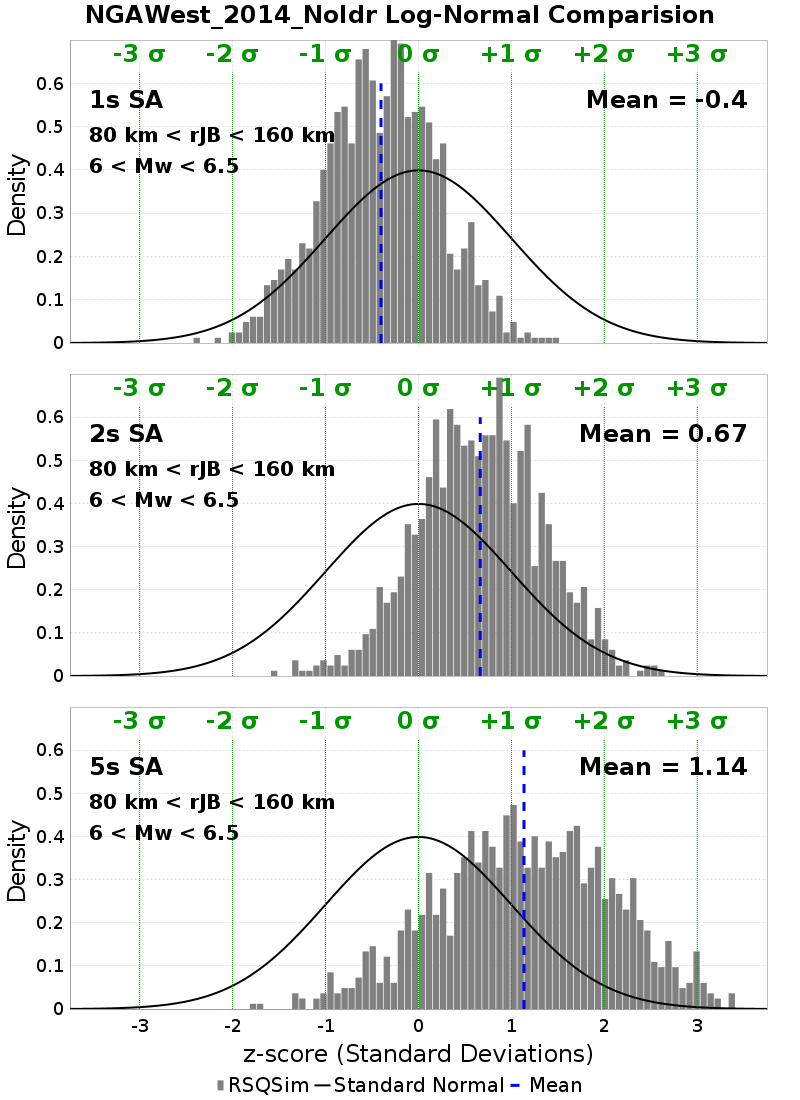 NGAWest_2014_NoIdr Log-Normal Comparision
-3 σ -2 σ -1 σ 0 σ +1 σ +2 σ +3 σ
0.6
1s SA Mean = -0.4
0.5
80 km < rJB < 160 km
6 < Mw < 6.5
0.4
Density
0.3
0.2
0.1
0
-3 σ -2 σ -1 σ 0 σ +1 σ +2 σ +3 σ
0.6
2s SA Mean = 0.67
0.5
80 km < rJB < 160 km
6 < Mw < 6.5
0.4
Density
0.3
0.2
0.1
0
-3 σ -2 σ -1 σ 0 σ +1 σ +2 σ +3 σ
0.6
5s SA Mean = 1.14
0.5
80 km < rJB < 160 km
6 < Mw < 6.5
0.4
Density
0.3
0.2
0.1
0
-3 -2 -1 0 1 2 3
z-score (Standard Deviations)
RSQSim Standard Normal Mean